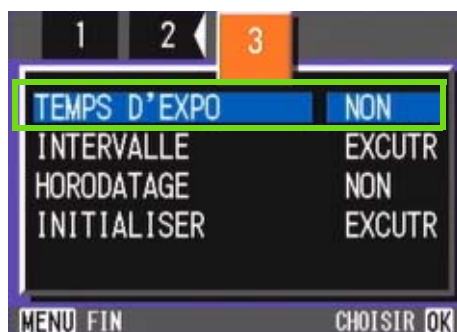 1 2 3
TEMPS D'EXPO NON
INTERVALLE EXCUTR
HORODATAGE NON
INITIALISER EXCUTR
MENU FIN CHOISIR OK